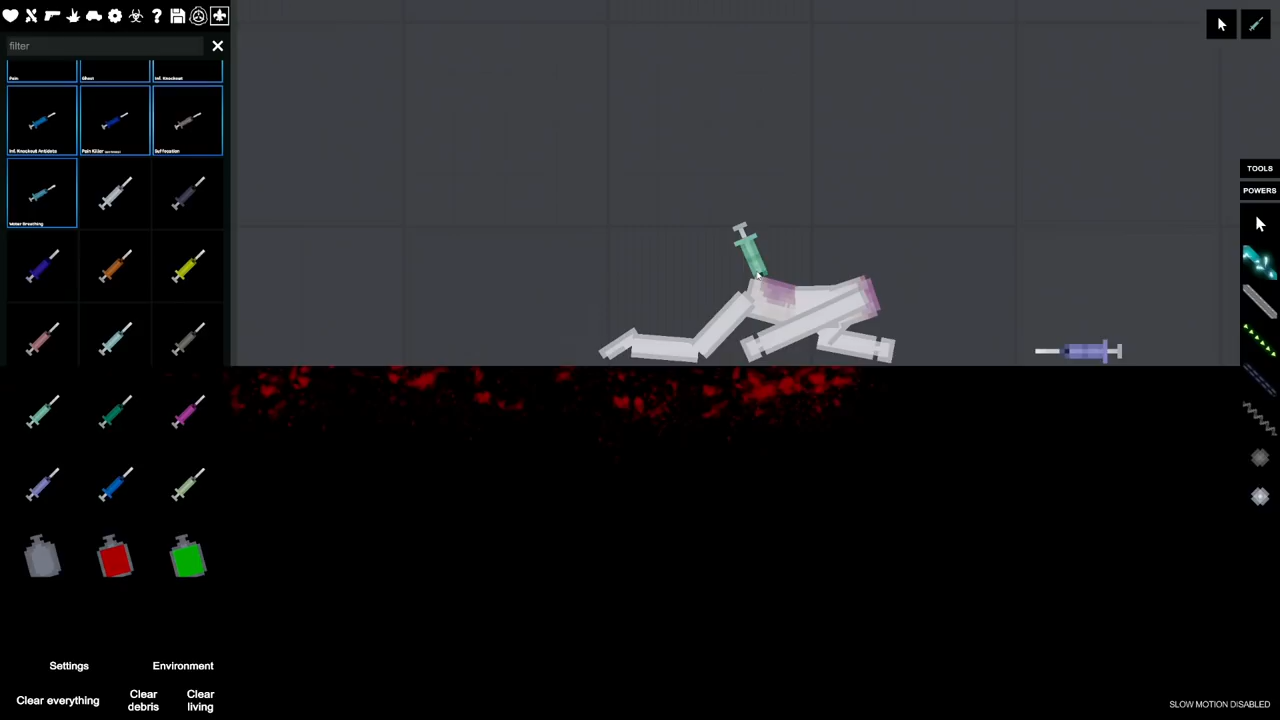 ?
filter
Pain
Ghost
Inf. Knockout
Inf. Knockout Antidote
Pain Killer
Suffocation
Water Breathing
TOOLS
POWERS
Settings
Environment
Clear everything
Clear
debris
Clear
living
SLOW MOTION DISABLED